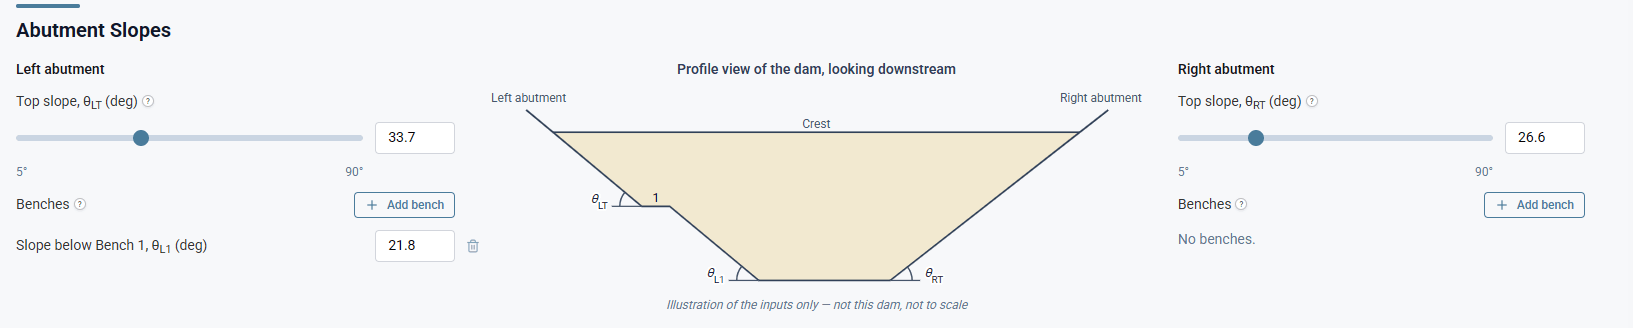 Abutment Slopes
Left abutment
Top slope, θLT (deg) ?
33.7
5° 90°
Benches ? + Add bench
Slope below Bench 1, θL1 (deg) 21.8
Profile view of the dam, looking downstream
Left abutment Right abutment
Crest
θLT 1
θL1 θRT
Illustration of the inputs only — not this dam, not to scale
Right abutment
Top slope, θRT (deg) ?
26.6
5° 90°
Benches ? + Add bench
No benches.